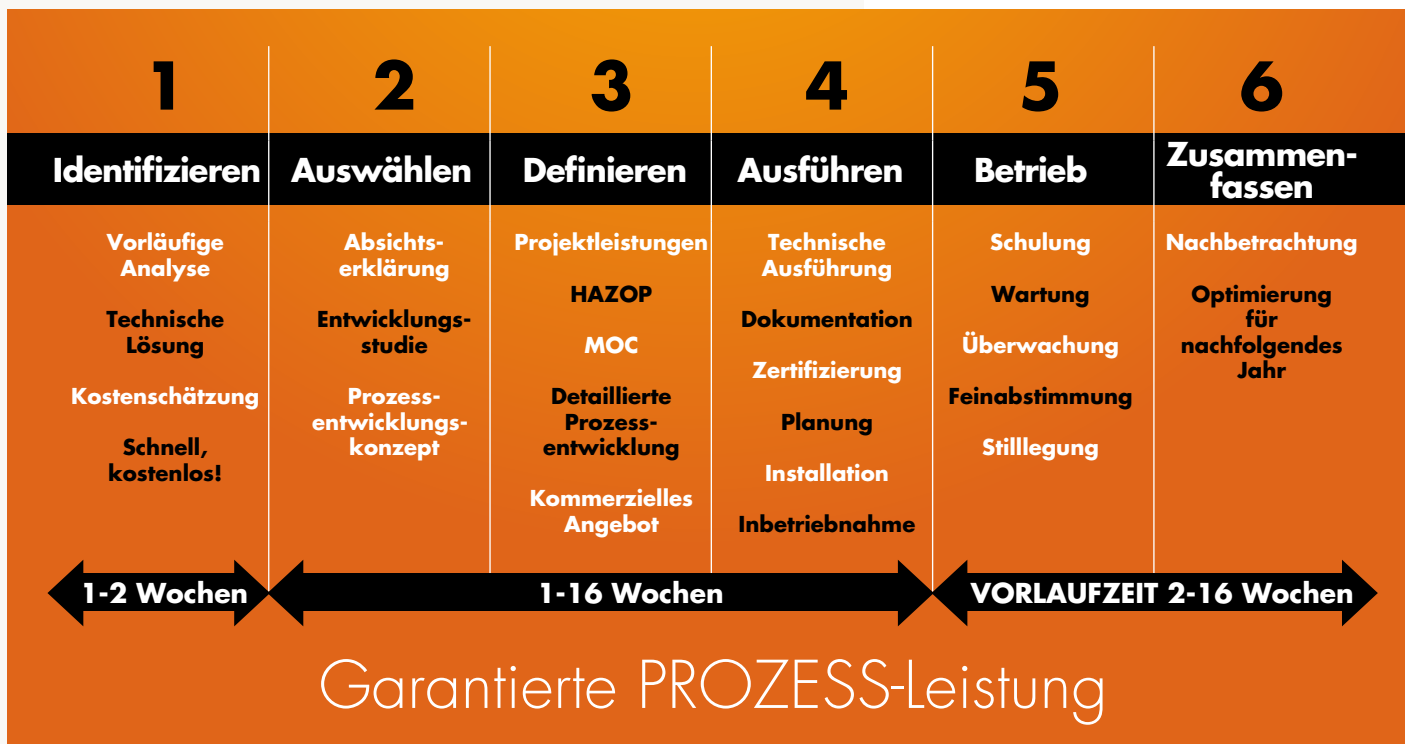 1
Identifizieren
Vorläufige
Analyse
Technische
Lösung
Kostenschätzung
Schnell,
kostenlos!
2
Auswählen
Absichts-
erklärung
Entwicklungs-
studie
Prozess-
entwicklungs-
konzept
3
Definieren
Projektleistungen
HAZOP
MOC
Detaillierte
Prozess-
entwicklung
Kommerzielles
Angebot
4
Ausführen
Technische
Ausführung
Dokumentation
Zertifizierung
Planung
Installation
Inbetriebnahme
5
Betrieb
Schulung
Wartung
Überwachung
Feinabstimmung
Stilllegung
6
Zusammen-
fassen
Nachbetrachtung
Optimierung
für
nachfolgendes
Jahr
1-2 Wochen
1-16 Wochen
VORLAUFZEIT 2-16 Wochen
Garantierte PROZESS-Leistung